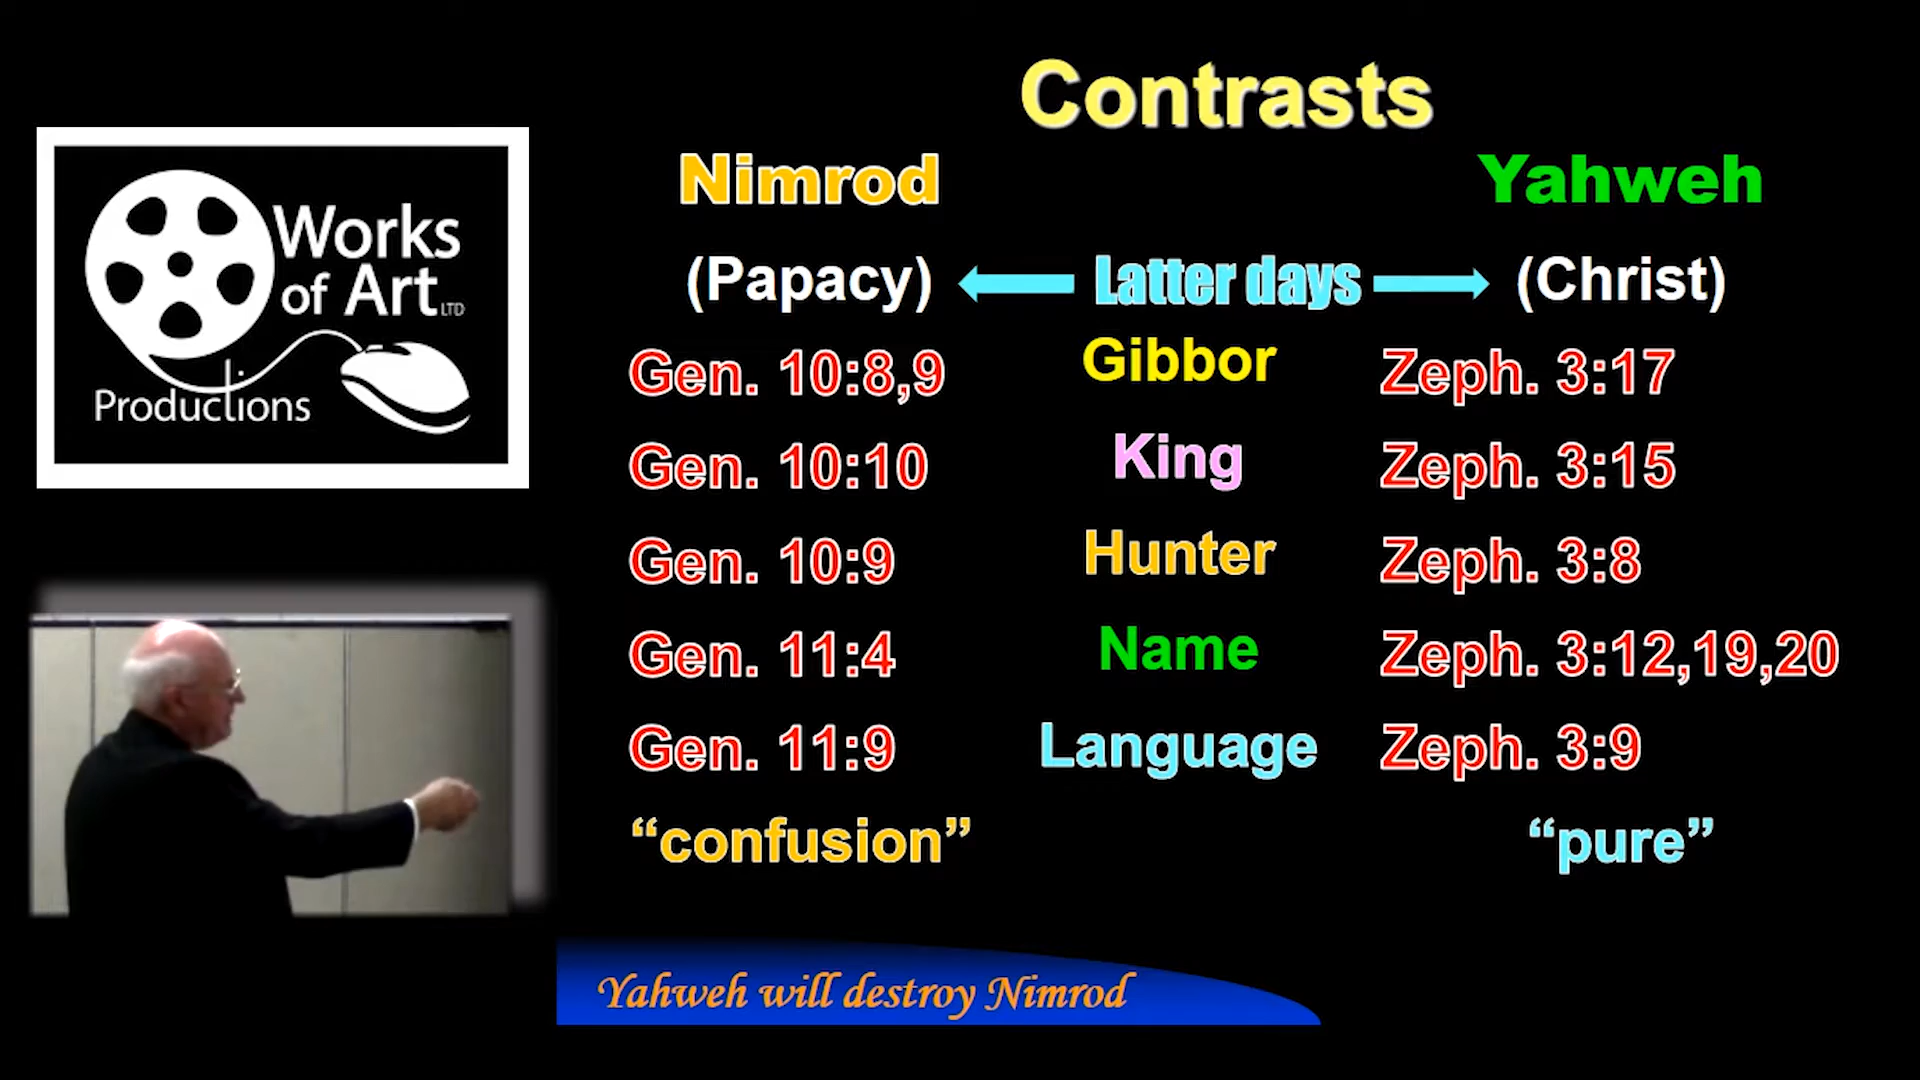 Works
of Art LTD
Productions
Contrasts
Nimrod Yahweh
(Papacy) Latter days (Christ)
Gen. 10:8,9 Gibbor Zeph. 3:17
Gen. 10:10 King Zeph. 3:15
Gen. 10:9 Hunter Zeph. 3:8
Gen. 11:4 Name Zeph. 3:12,19,20
Gen. 11:9 Language Zeph. 3:9
“confusion” “pure”
Yahweh will destroy Nimrod